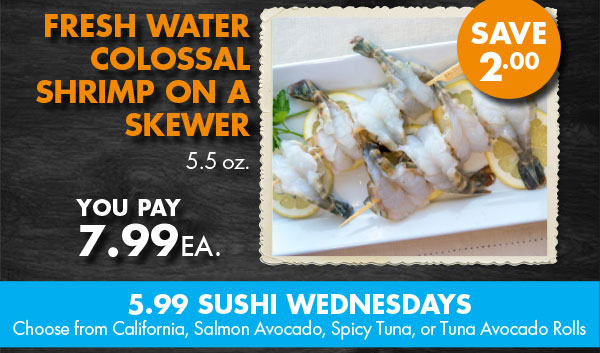 FRESH WATER
COLOSSAL
SHRIMP ON A
SKEWER
5.5 oz.
YOU PAY
7.99EA.
SAVE
2.00
5.99 SUSHI WEDNESDAYS
Choose from California, Salmon Avocado, Spicy Tuna, or Tuna Avocado Rolls